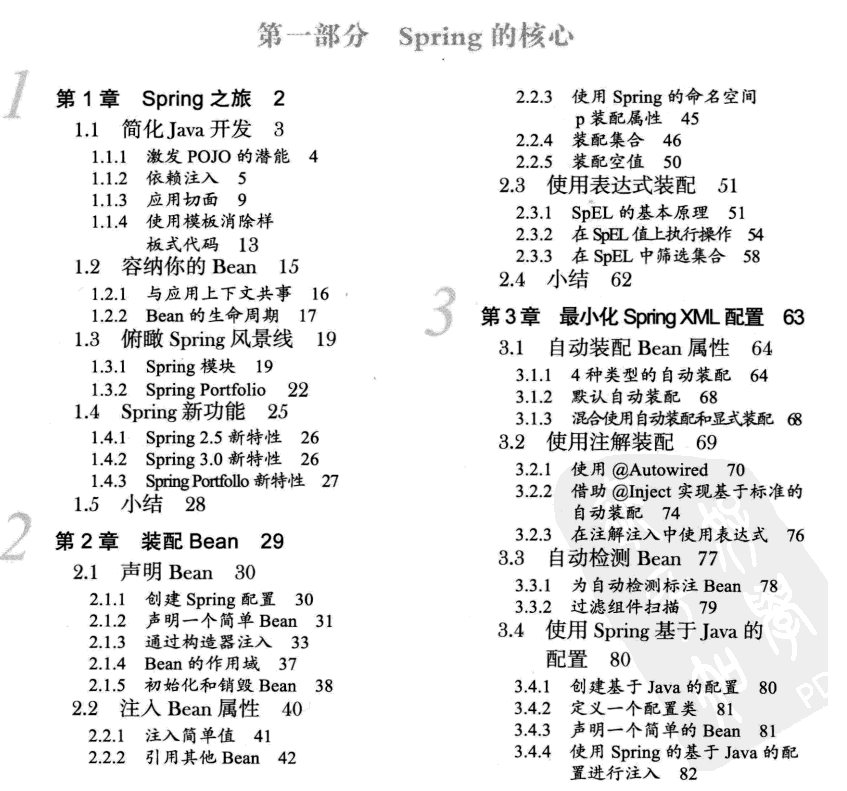 第一部分 Spring 的核心
1
第 1 章 Spring 之旅 2
1.1 简化 Java 开发 3
1.1.1 激发 POJO 的潜能 4
1.1.2 依赖注入 5
1.1.3 应用切面 9
1.1.4 使用模板消除样
板式代码 13
1.2 容纳你的 Bean 15
1.2.1 与应用上下文共事 16
1.2.2 Bean 的生命周期 17
1.3 俯瞰 Spring 风景线 19
1.3.1 Spring 模块 19
1.3.2 Spring Portfolio 22
1.4 Spring 新功能 25
1.4.1 Spring 2.5 新特性 26
1.4.2 Spring 3.0 新特性 26
1.4.3 Spring Portfollo 新特性 27
1.5 小结 28
2
第 2 章 装配 Bean 29
2.1 声明 Bean 30
2.1.1 创建 Spring 配置 30
2.1.2 声明一个简单 Bean 31
2.1.3 通过构造器注入 33
2.1.4 Bean 的作用域 37
2.1.5 初始化和销毁 Bean 38
2.2 注入 Bean 属性 40
2.2.1 注入简单值 41
2.2.2 引用其他 Bean 42
2.2.3 使用 Spring 的命名空间
p 装配属性 45
2.2.4 装配集合 46
2.2.5 装配空值 50
2.3 使用表达式装配 51
2.3.1 SpEL 的基本原理 51
2.3.2 在 SpEL 值上执行操作 54
2.3.3 在 SpEL 中筛选集合 58
2.4 小结 62
3
第 3 章 最小化 Spring XML 配置 63
3.1 自动装配 Bean 属性 64
3.1.1 4 种类型的自动装配 64
3.1.2 默认自动装配 68
3.1.3 混合使用自动装配和显式装配 68
3.2 使用注解装配 69
3.2.1 使用 @Autowired 70
3.2.2 借助 @Inject 实现基于标准的
自动装配 74
3.2.3 在注解注入中使用表达式 76
3.3 自动检测 Bean 77
3.3.1 为自动检测标注 Bean 78
3.3.2 过滤组件扫描 79
3.4 使用 Spring 基于 Java 的
配置 80
3.4.1 创建基于 Java 的配置 80
3.4.2 定义一个配置类 81
3.4.3 声明一个简单的 Bean 81
3.4.4 使用 Spring 的基于 Java 的配
置进行注入 82